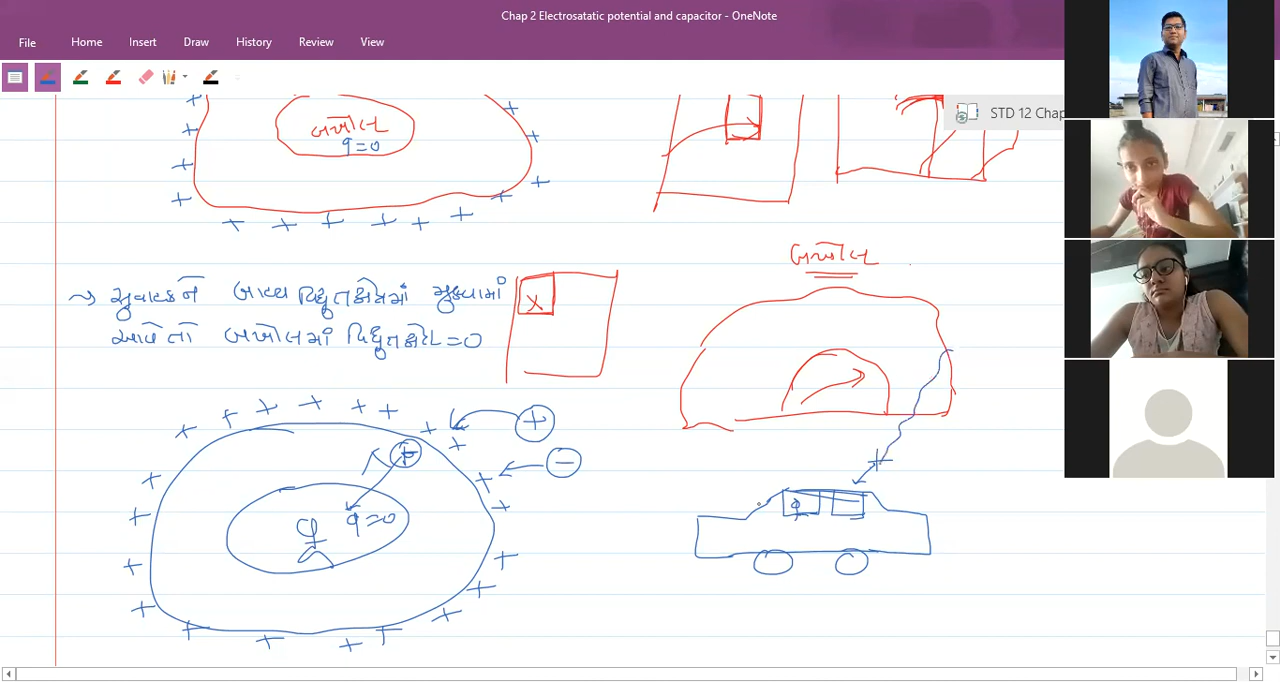 Chap 2 Electrosatatic potential and capacitor - OneNote
File Home Insert Draw History Review View
STD 12 Chap
બખોલ
q=0
બખોલ
→ સુવાહકને બાહ્ય વિદ્યુતક્ષેત્રમાં મુકવામાં
આવે તો બખોલમાં વિદ્યુતક્ષેત્ર = 0
q=0